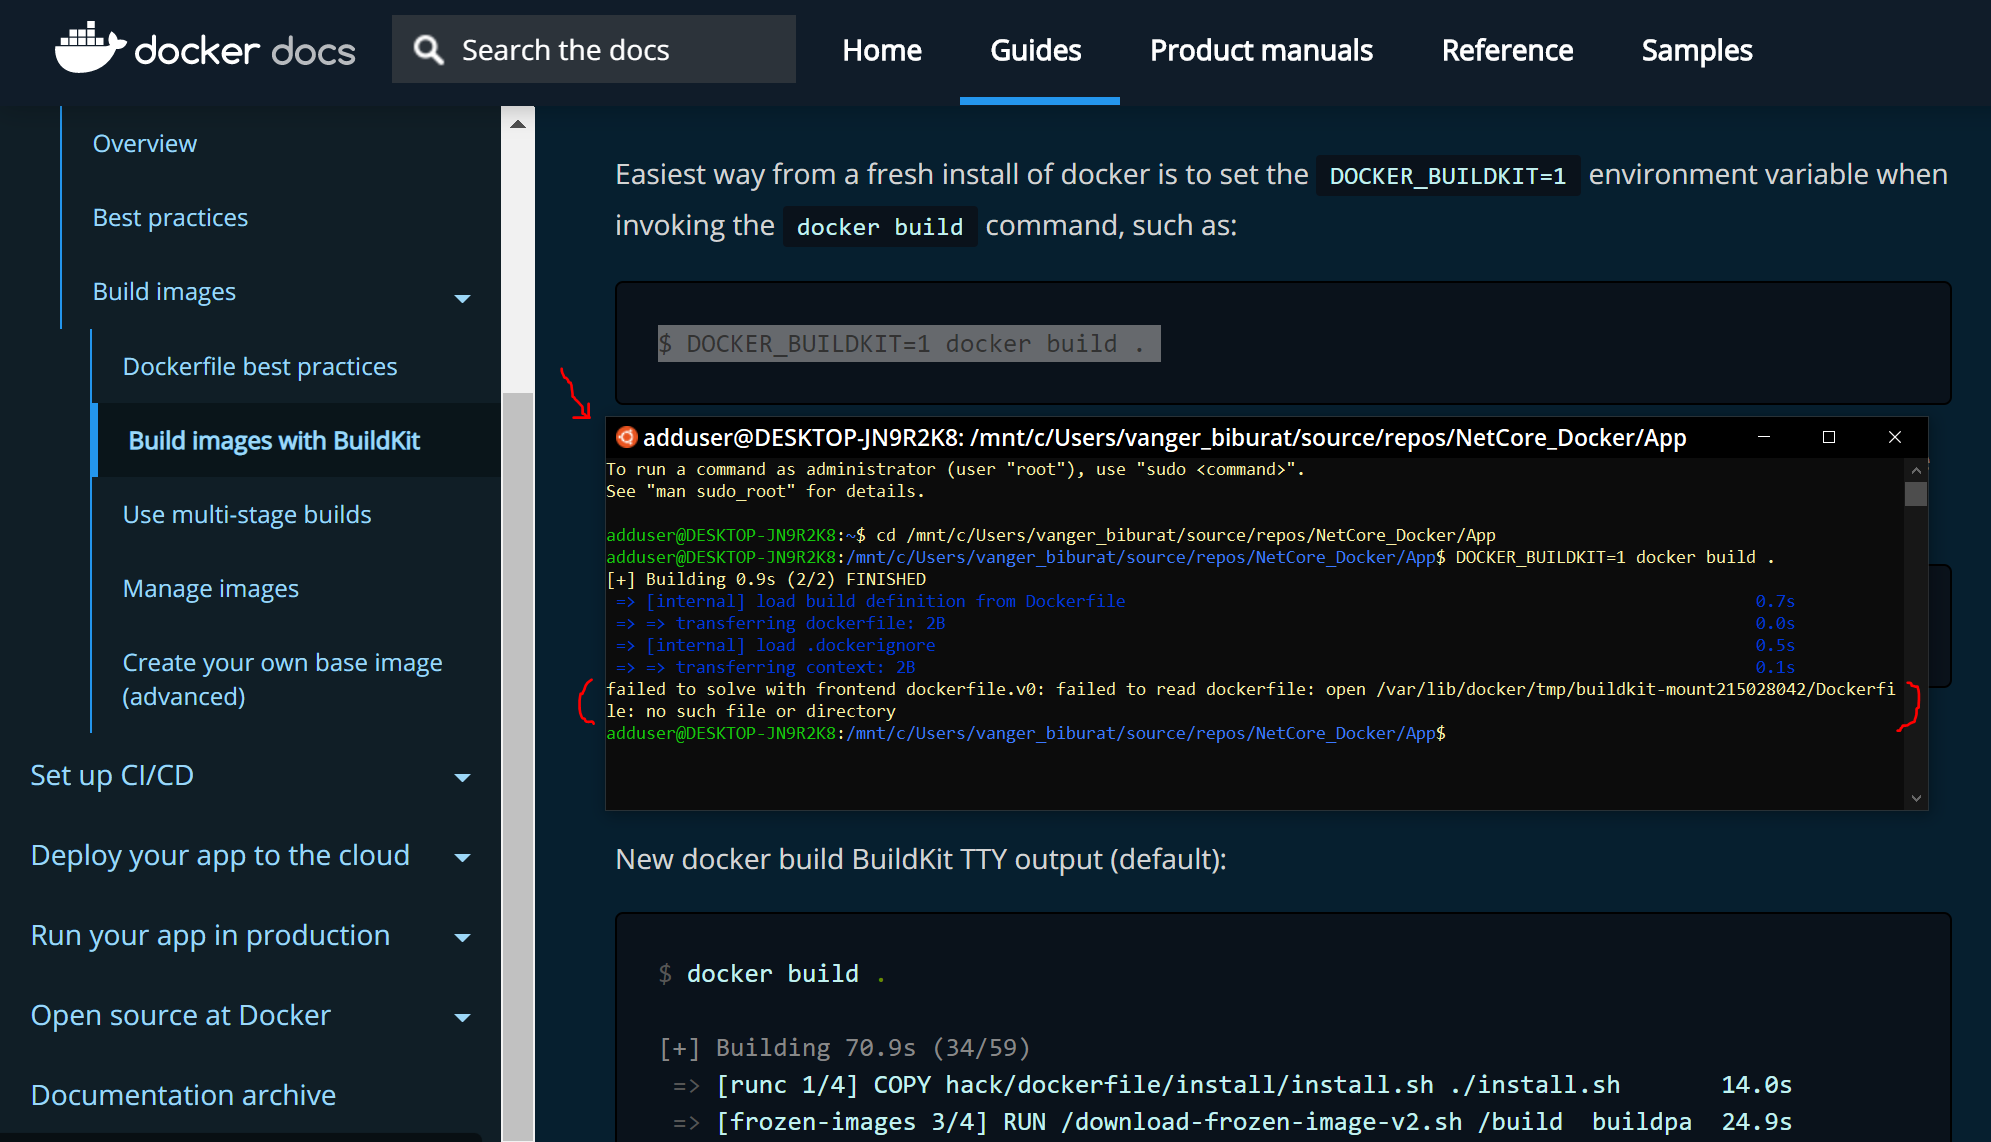 docker docs
Search the docs
Home
Guides
Product manuals
Reference
Samples
Overview
Best practices
Build images
Dockerfile best practices
Build images with BuildKit
Use multi-stage builds
Manage images
Create your own base image
(advanced)
Set up CI/CD
Deploy your app to the cloud
Run your app in production
Open source at Docker
Documentation archive
Easiest way from a fresh install of docker is to set the DOCKER_BUILDKIT=1 environment variable when
invoking the docker build command, such as:
$ DOCKER_BUILDKIT=1 docker build .
adduser@DESKTOP-JN9R2K8: /mnt/c/Users/vanger_biburat/source/repos/NetCore_Docker/App
To run a command as administrator (user "root"), use "sudo <command>".
See "man sudo_root" for details.
adduser@DESKTOP-JN9R2K8:~$ cd /mnt/c/Users/vanger_biburat/source/repos/NetCore_Docker/App
adduser@DESKTOP-JN9R2K8:/mnt/c/Users/vanger_biburat/source/repos/NetCore_Docker/App$ DOCKER_BUILDKIT=1 docker build .
[+] Building 0.9s (2/2) FINISHED
=> [internal] load build definition from Dockerfile 0.7s
=> => transferring dockerfile: 2B 0.0s
=> [internal] load .dockerignore 0.5s
=> => transferring context: 2B 0.1s
failed to solve with frontend dockerfile.v0: failed to read dockerfile: open /var/lib/docker/tmp/buildkit-mount215028042/Dockerfi
le: no such file or directory
adduser@DESKTOP-JN9R2K8:/mnt/c/Users/vanger_biburat/source/repos/NetCore_Docker/App$
New docker build BuildKit TTY output (default):
$ docker build .
[+] Building 70.9s (34/59)
=> [runc 1/4] COPY hack/dockerfile/install/install.sh ./install.sh 14.0s
=> [frozen-images 3/4] RUN /download-frozen-image-v2.sh /build buildpa 24.9s